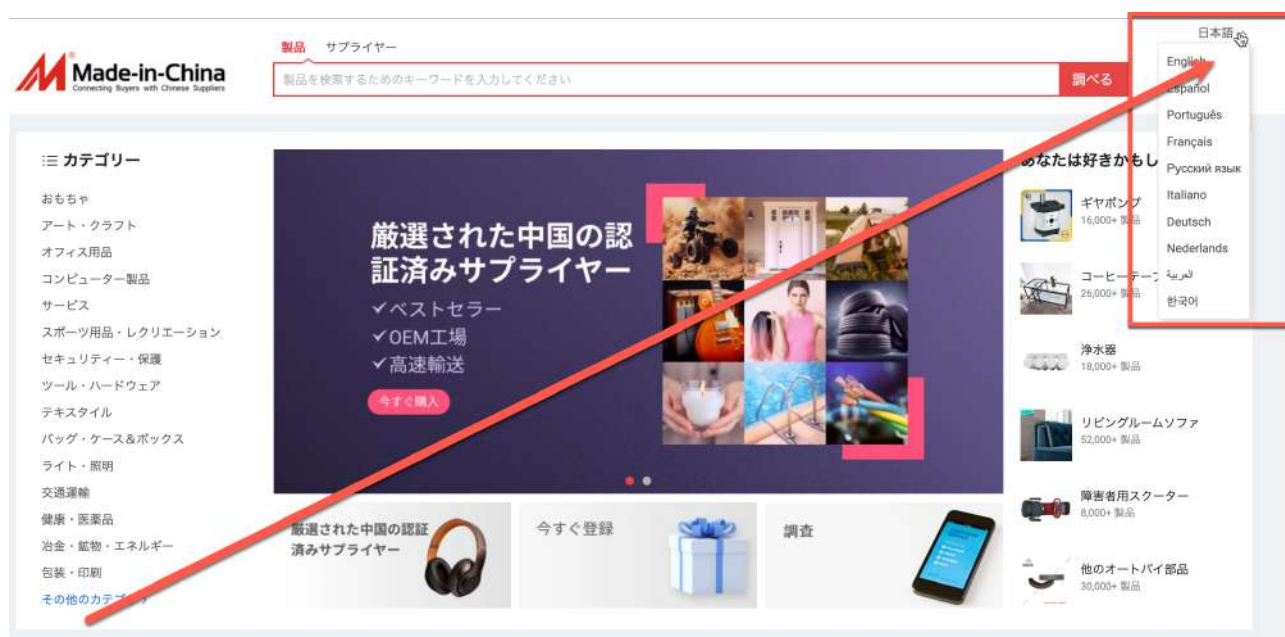 日本語
製品 サプライヤー
Made-in-China
Connecting Buyers with Chinese Suppliers
製品を検索するためのキーワードを入力してください
調べる
English
Español
Português
Français
Русский язык
Italiano
Deutsch
Nederlands
العربية
한국어
カテゴリー
おもちゃ
アート・クラフト
オフィス用品
コンピューター製品
サービス
スポーツ用品・レクリエーション
セキュリティー・保護
ツール・ハードウェア
テキスタイル
バッグ・ケース&ボックス
ライト・照明
交通運輸
健康・医薬品
冶金・鉱物・エネルギー
包装・印刷
その他のカテゴリ
厳選された中国の認
証済みサプライヤー
✓ベストセラー
✓OEM工場
✓高速輸送
今すぐ購入
厳選された中国の認証
済みサプライヤー
今すぐ登録
調査
あなたは好きかもし
ギヤポンプ
16,000+ 製品
コーヒーテーブ
26,000+ 製品
浄水器
18,000+ 製品
リビングルームソファ
52,000+ 製品
障害者用スクーター
8,000+ 製品
他のオートバイ部品
30,000+ 製品